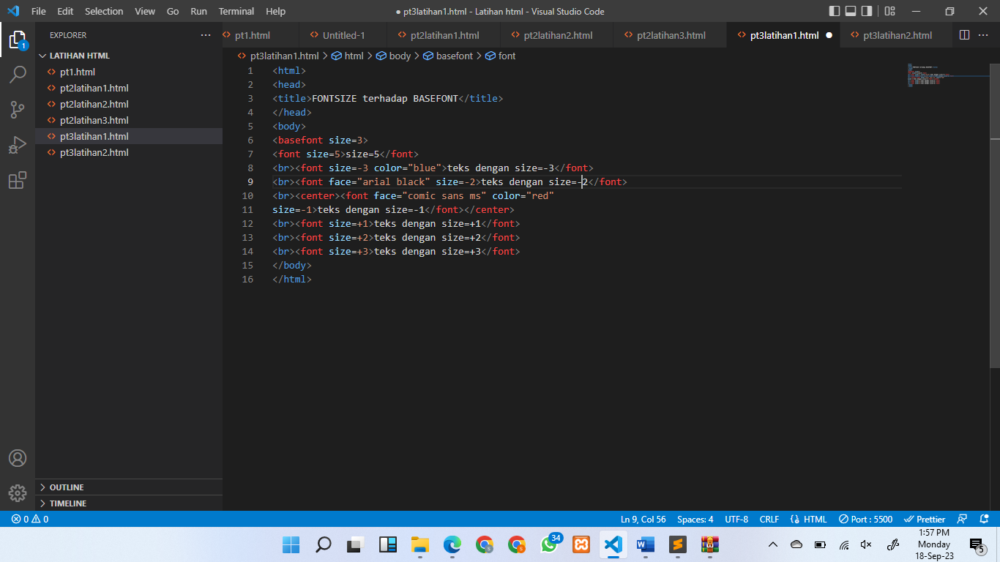 File Edit Selection View Go Run Terminal Help ● pt3latihan1.html - Latihan html - Visual Studio Code
EXPLORER
pt1.html Untitled-1 pt2latihan1.html pt2latihan2.html pt2latihan3.html pt3latihan1.html pt3latihan2.html
1
LATIHAN HTML
pt1.html
pt2latihan1.html
pt2latihan2.html
pt2latihan3.html
pt3latihan1.html
pt3latihan2.html
OUTLINE
TIMELINE
pt3latihan1.html > html > body > basefont > font
1 <html>
2 <head>
3 <title>FONTSIZE terhadap BASEFONT</title>
4 </head>
5 <body>
6 <basefont size=3>
7 <font size=5>size=5</font>
8 <br><font size=-3 color="blue">teks dengan size=-3</font>
9 <br><font face="arial black" size=-2>teks dengan size=-2</font>
10 <br><center><font face="comic sans ms" color="red"
11 size=-1>teks dengan size=-1</font></center>
12 <br><font size=+1>teks dengan size=+1</font>
13 <br><font size=+2>teks dengan size=+2</font>
14 <br><font size=+3>teks dengan size=+3</font>
15 </body>
16 </html>
0 0 Ln 9, Col 56 Spaces: 4 UTF-8 CRLF HTML Port : 5500 Prettier
34
1:57 PM
Monday
18-Sep-23
5